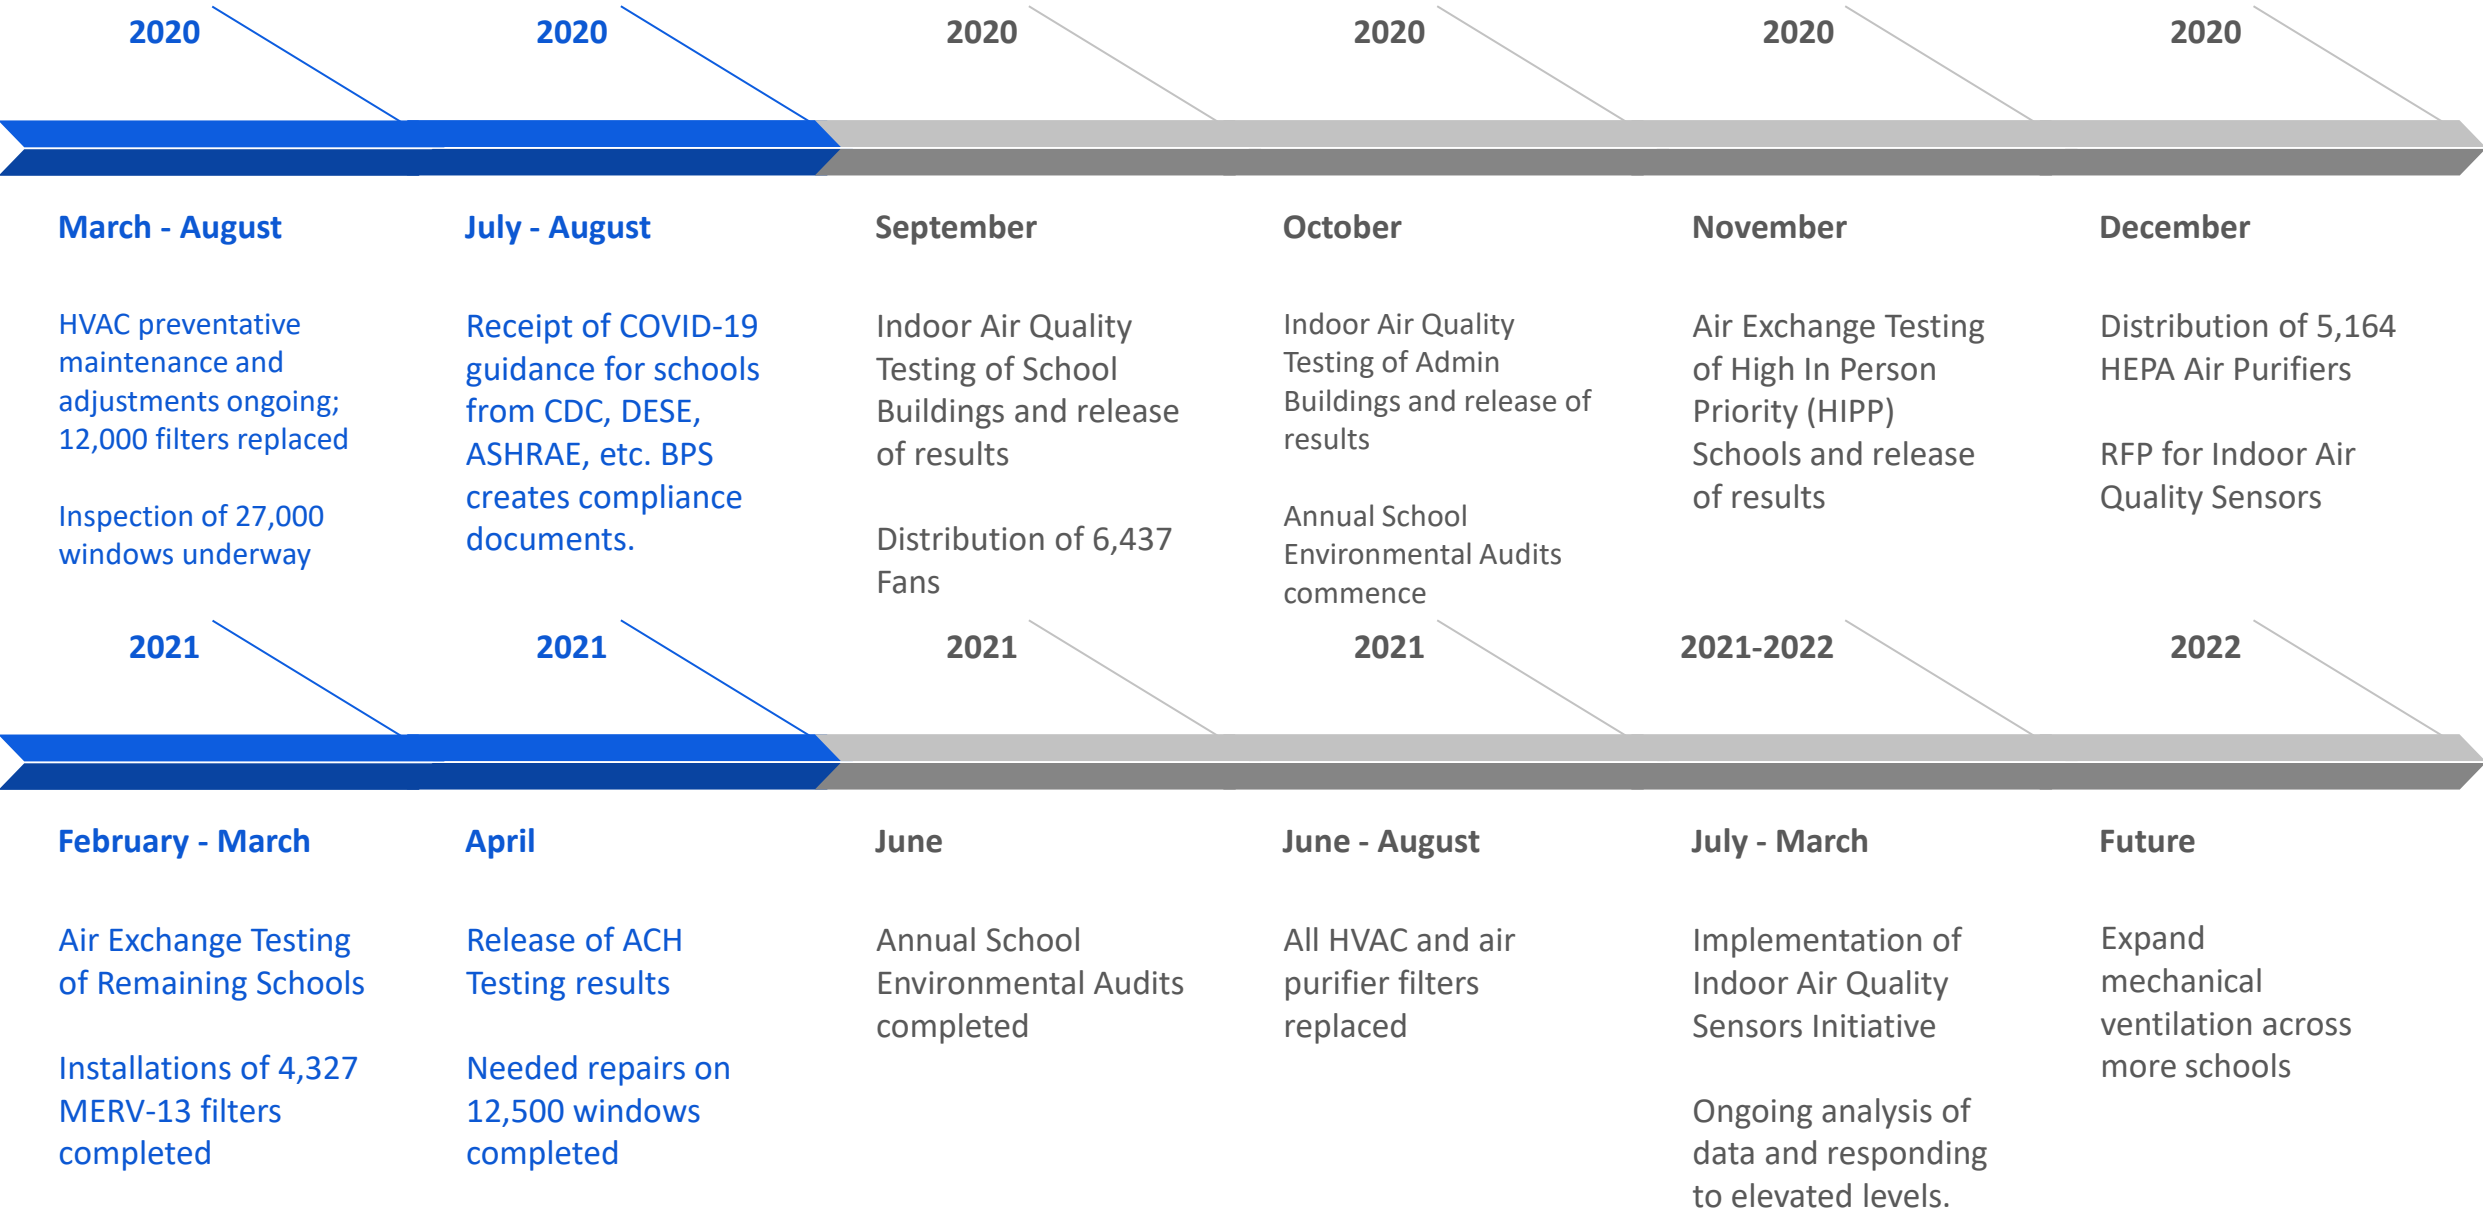 2020
2020
2020
2020
2020
2020
March - August
July - August
September
October
November
December
HVAC preventative
maintenance and
adjustments ongoing;
12,000 filters replaced
Inspection of 27,000
windows underway
Receipt of COVID-19
guidance for schools
from CDC, DESE,
ASHRAE, etc. BPS
creates compliance
documents.
Indoor Air Quality
Testing of School
Buildings and release
of results
Distribution of 6,437
Fans
Indoor Air Quality
Testing of Admin
Buildings and release of
results
Annual School
Environmental Audits
commence
Air Exchange Testing
of High In Person
Priority (HIPP)
Schools and release
of results
Distribution of 5,164
HEPA Air Purifiers
RFP for Indoor Air
Quality Sensors
2021
2021
2021
2021
2021-2022
2022
February - March
April
June
June - August
July - March
Future
Air Exchange Testing
of Remaining Schools
Installations of 4,327
MERV-13 filters
completed
Release of ACH
Testing results
Needed repairs on
12,500 windows
completed
Annual School
Environmental Audits
completed
All HVAC and air
purifier filters
replaced
Implementation of
Indoor Air Quality
Sensors Initiative
Ongoing analysis of
data and responding
to elevated levels.
Expand
mechanical
ventilation across
more schools